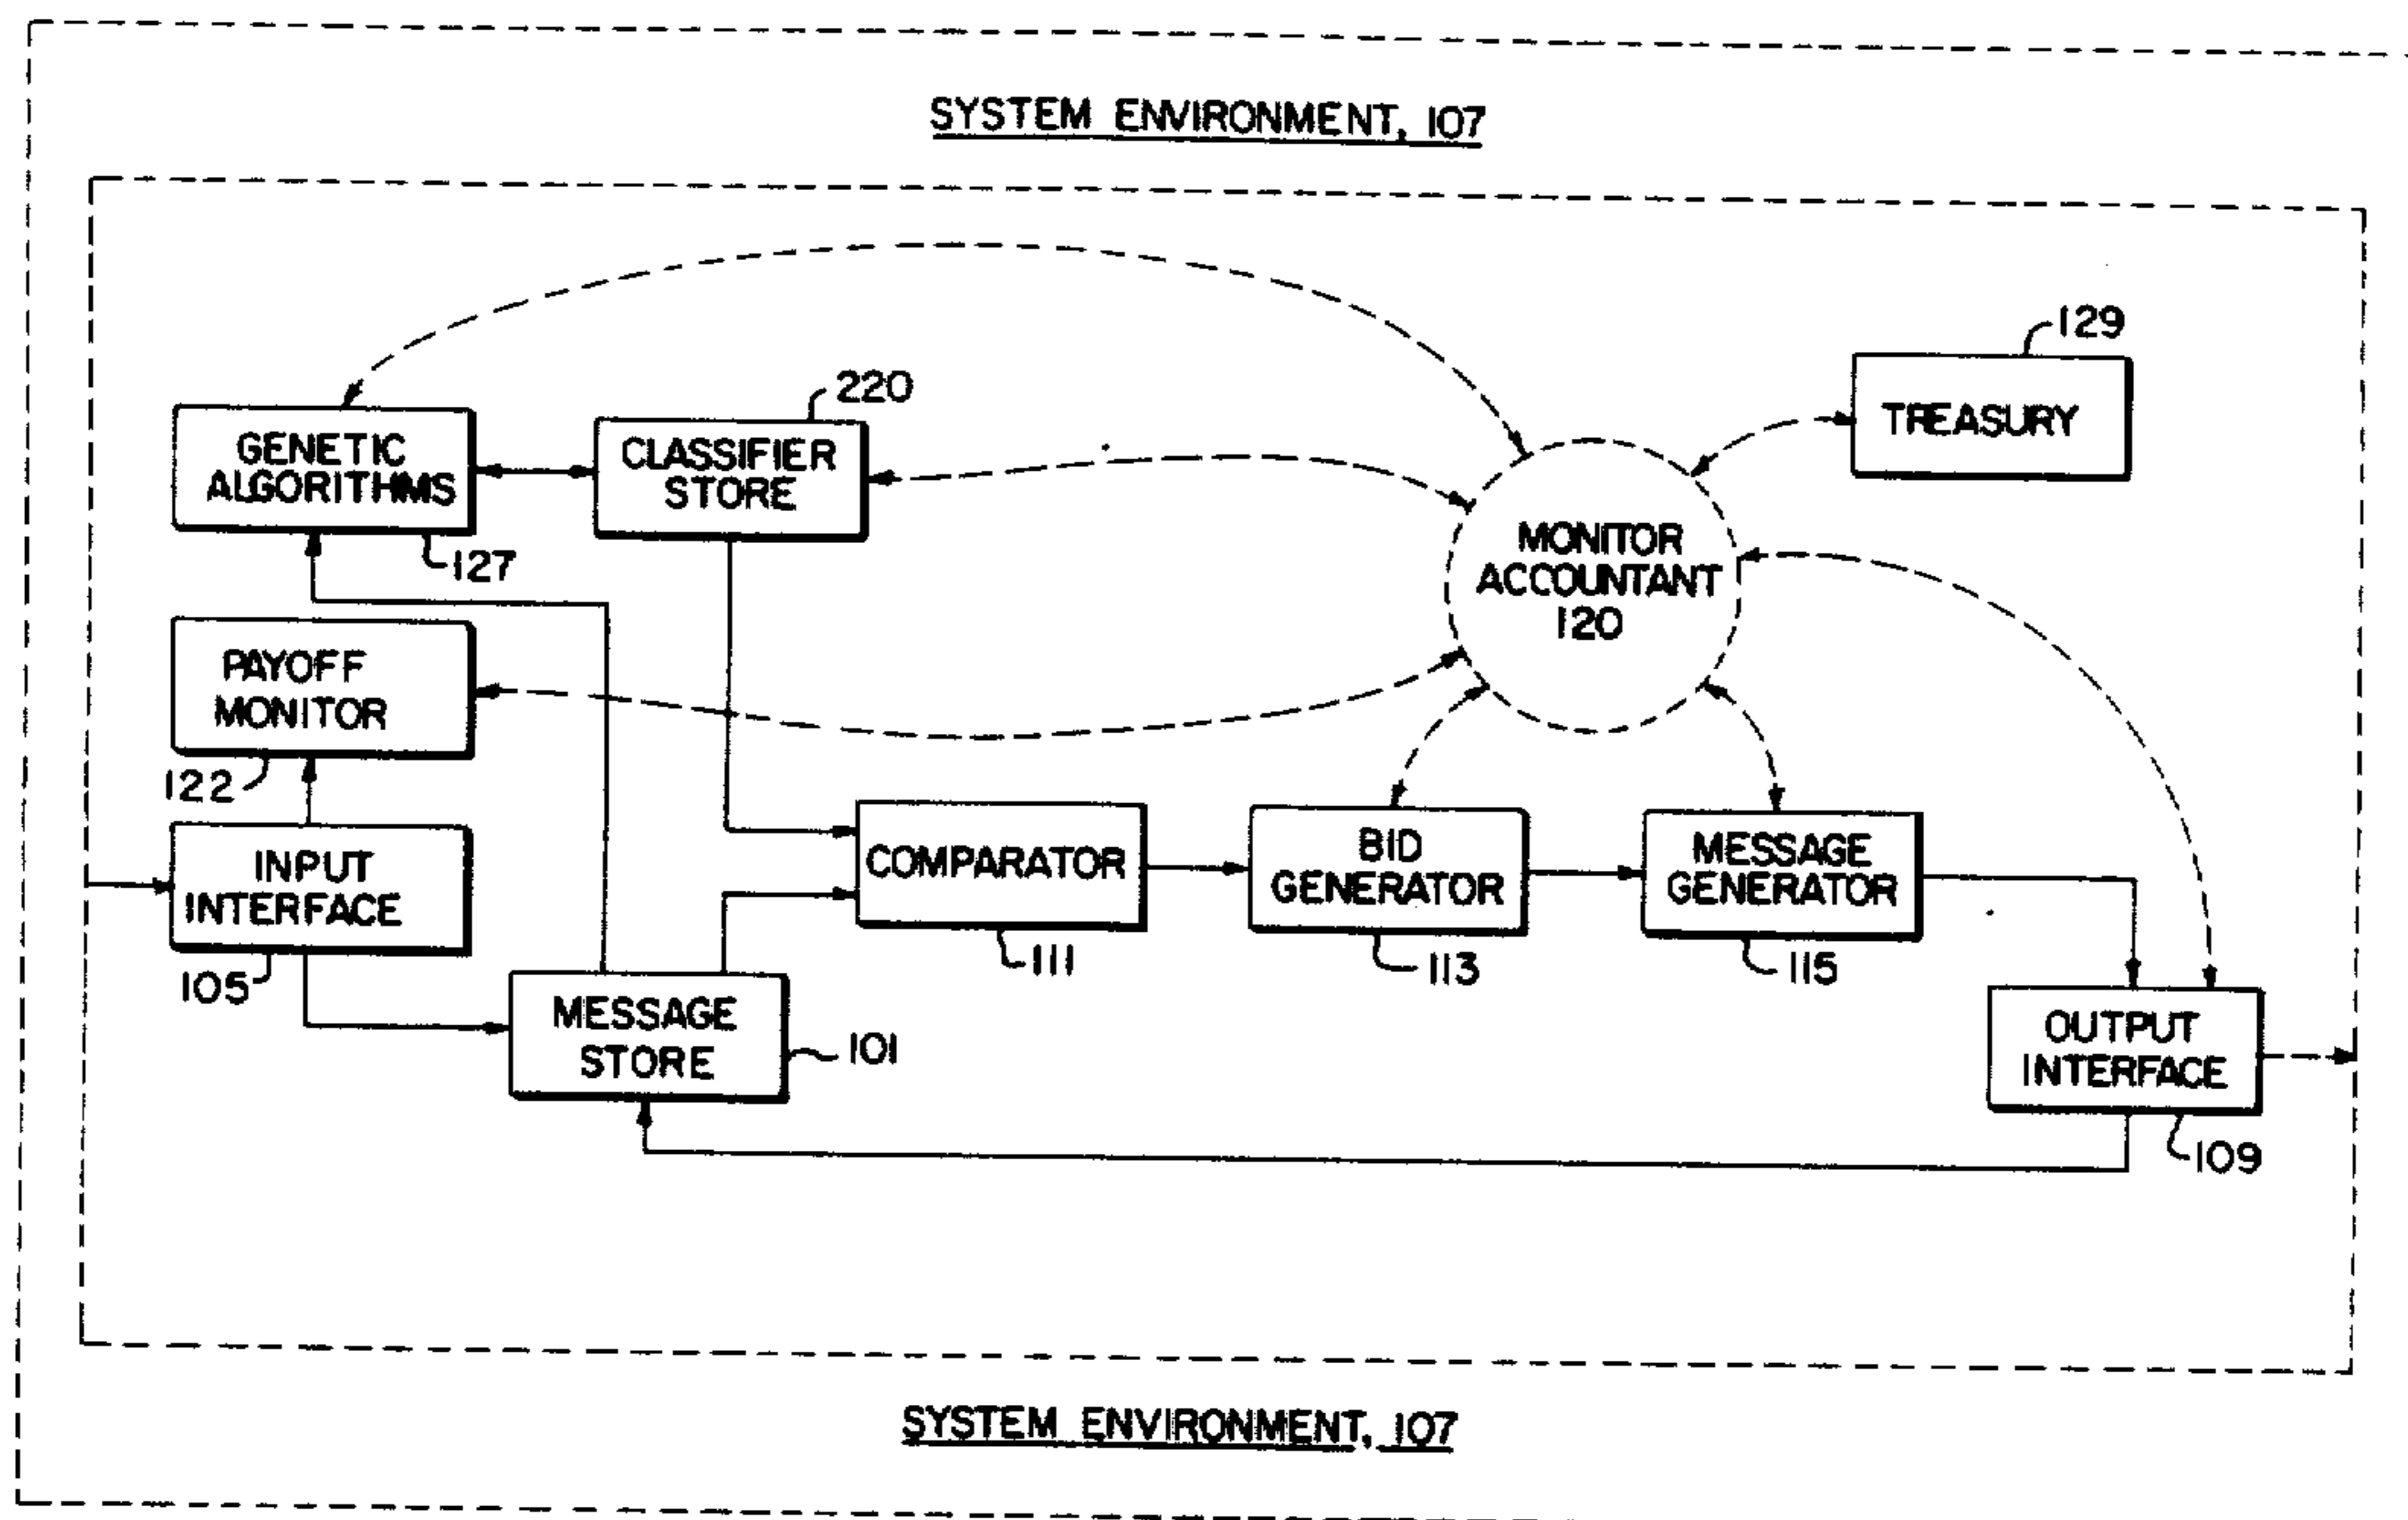 SYSTEM ENVIRONMENT, 107
129
TREASURY
220
GENETIC
ALGORITHMS
127
CLASSIFIER
STORE
MONITOR
ACCOUNTANT
120
PAYOFF
MONITOR
122
INPUT
INTERFACE
105
COMPARATOR
111
BID
GENERATOR
113
MESSAGE
GENERATOR
115
MESSAGE
STORE
101
OUTPUT
INTERFACE
109
SYSTEM ENVIRONMENT, 107